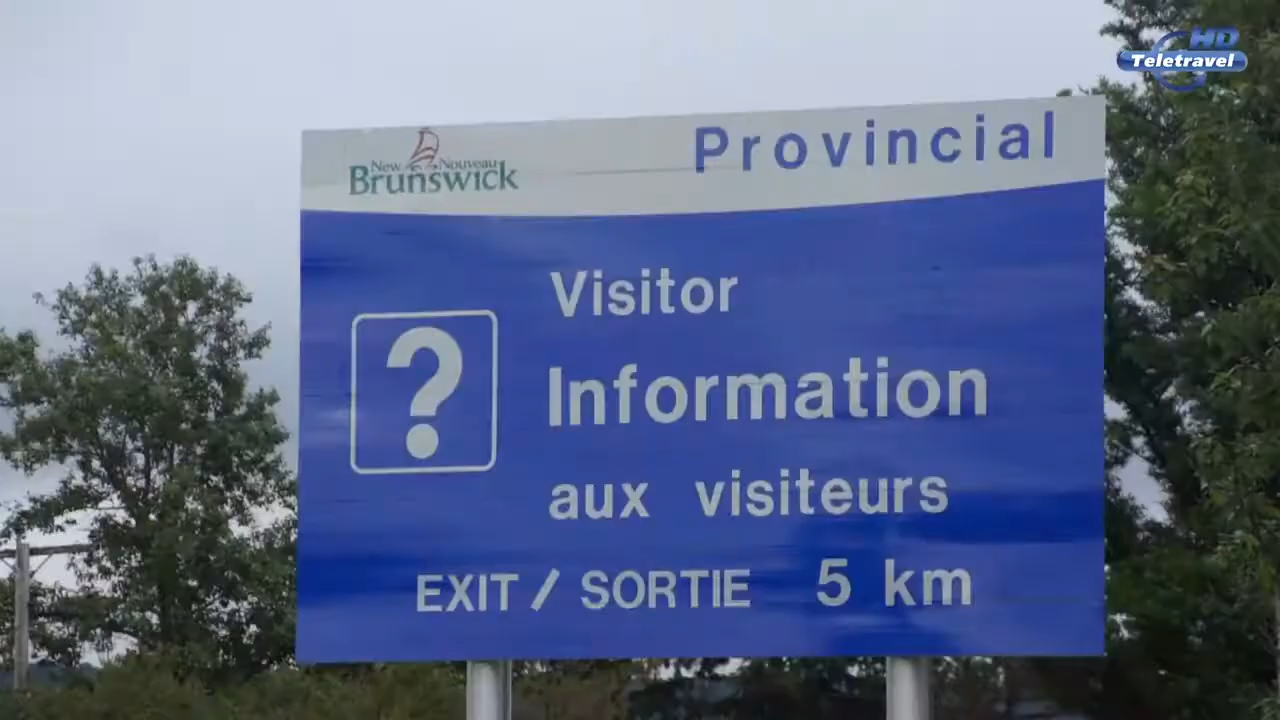 HD
Teletravel
New Nouveau
Brunswick
Provincial
Visitor
?
Information
aux visiteurs
EXIT / SORTIE 5 km